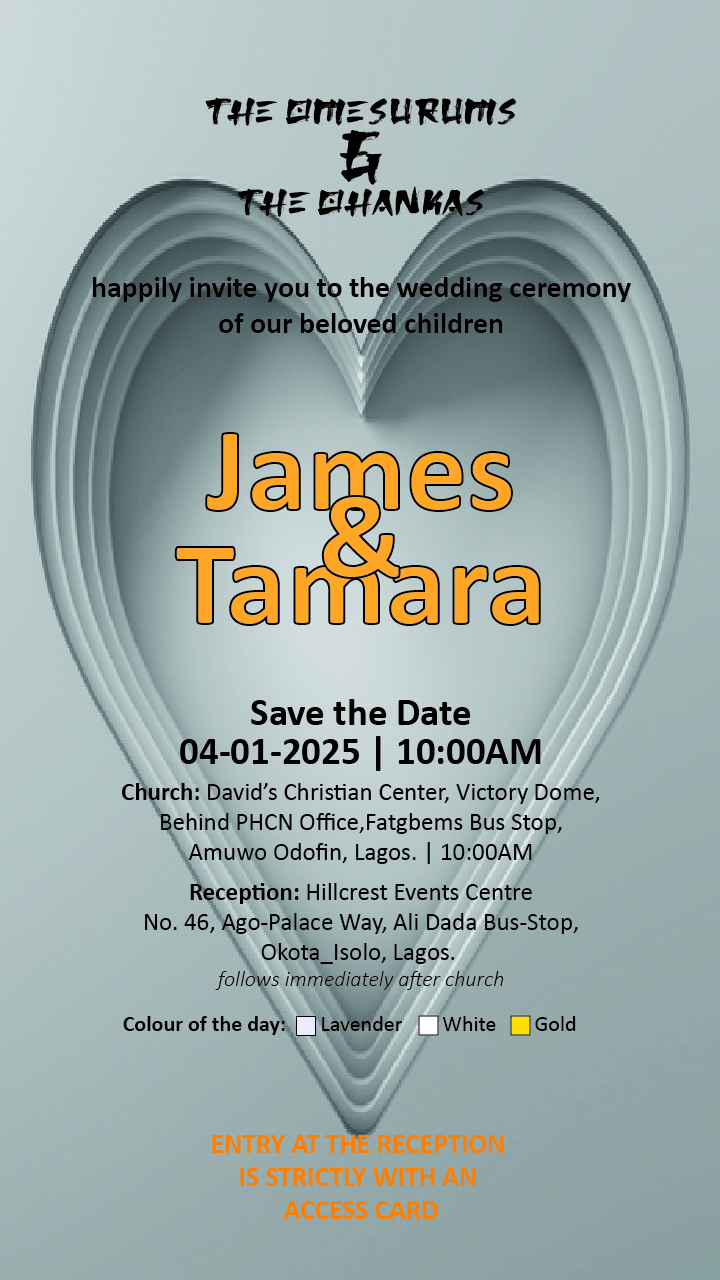 THE OMESURUMS
&
THE OHANKAS
happily invite you to the wedding ceremony
of our beloved children
James
&
Tamara
Save the Date
04-01-2025 | 10:00AM
Church: David’s Christian Center, Victory Dome,
Behind PHCN Office,Fatgbems Bus Stop,
Amuwo Odofin, Lagos. | 10:00AM
Reception: Hillcrest Events Centre
No. 46, Ago-Palace Way, Ali Dada Bus-Stop,
Okota_Isolo, Lagos.
follows immediately after church
Colour of the day: Lavender White Gold
ENTRY AT THE RECEPTION
IS STRICTLY WITH AN
ACCESS CARD